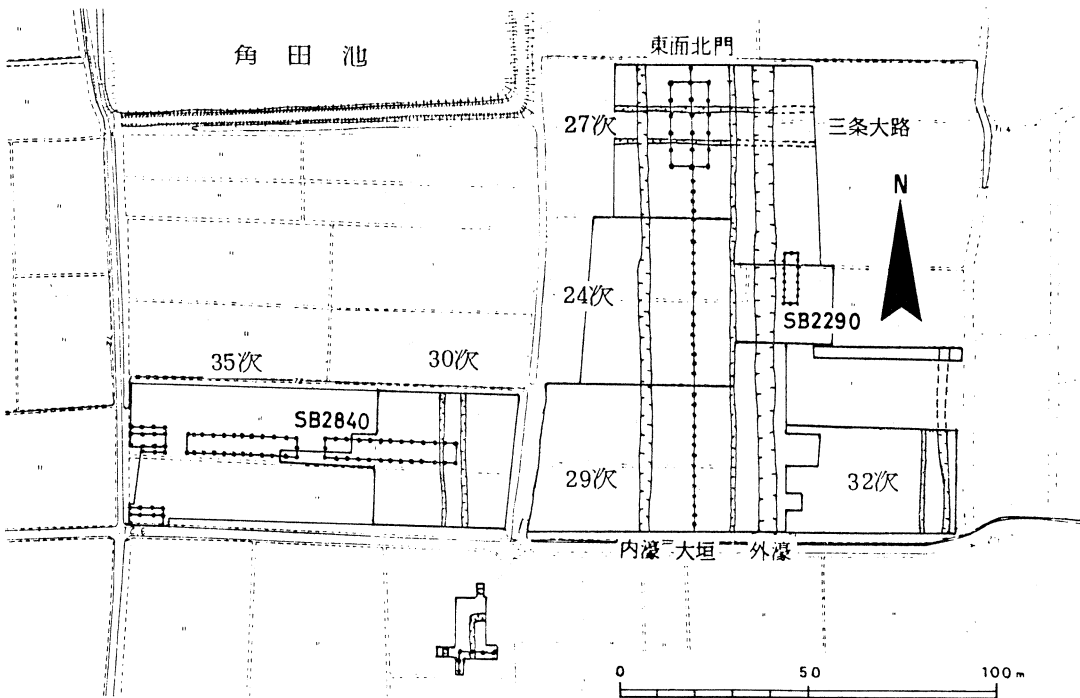 角田池
東面北門
27次
三条大路
N
24次
SB2290
35次
30次
SB2840
29次
32次
内濠
大垣
外濠
0 50 100m